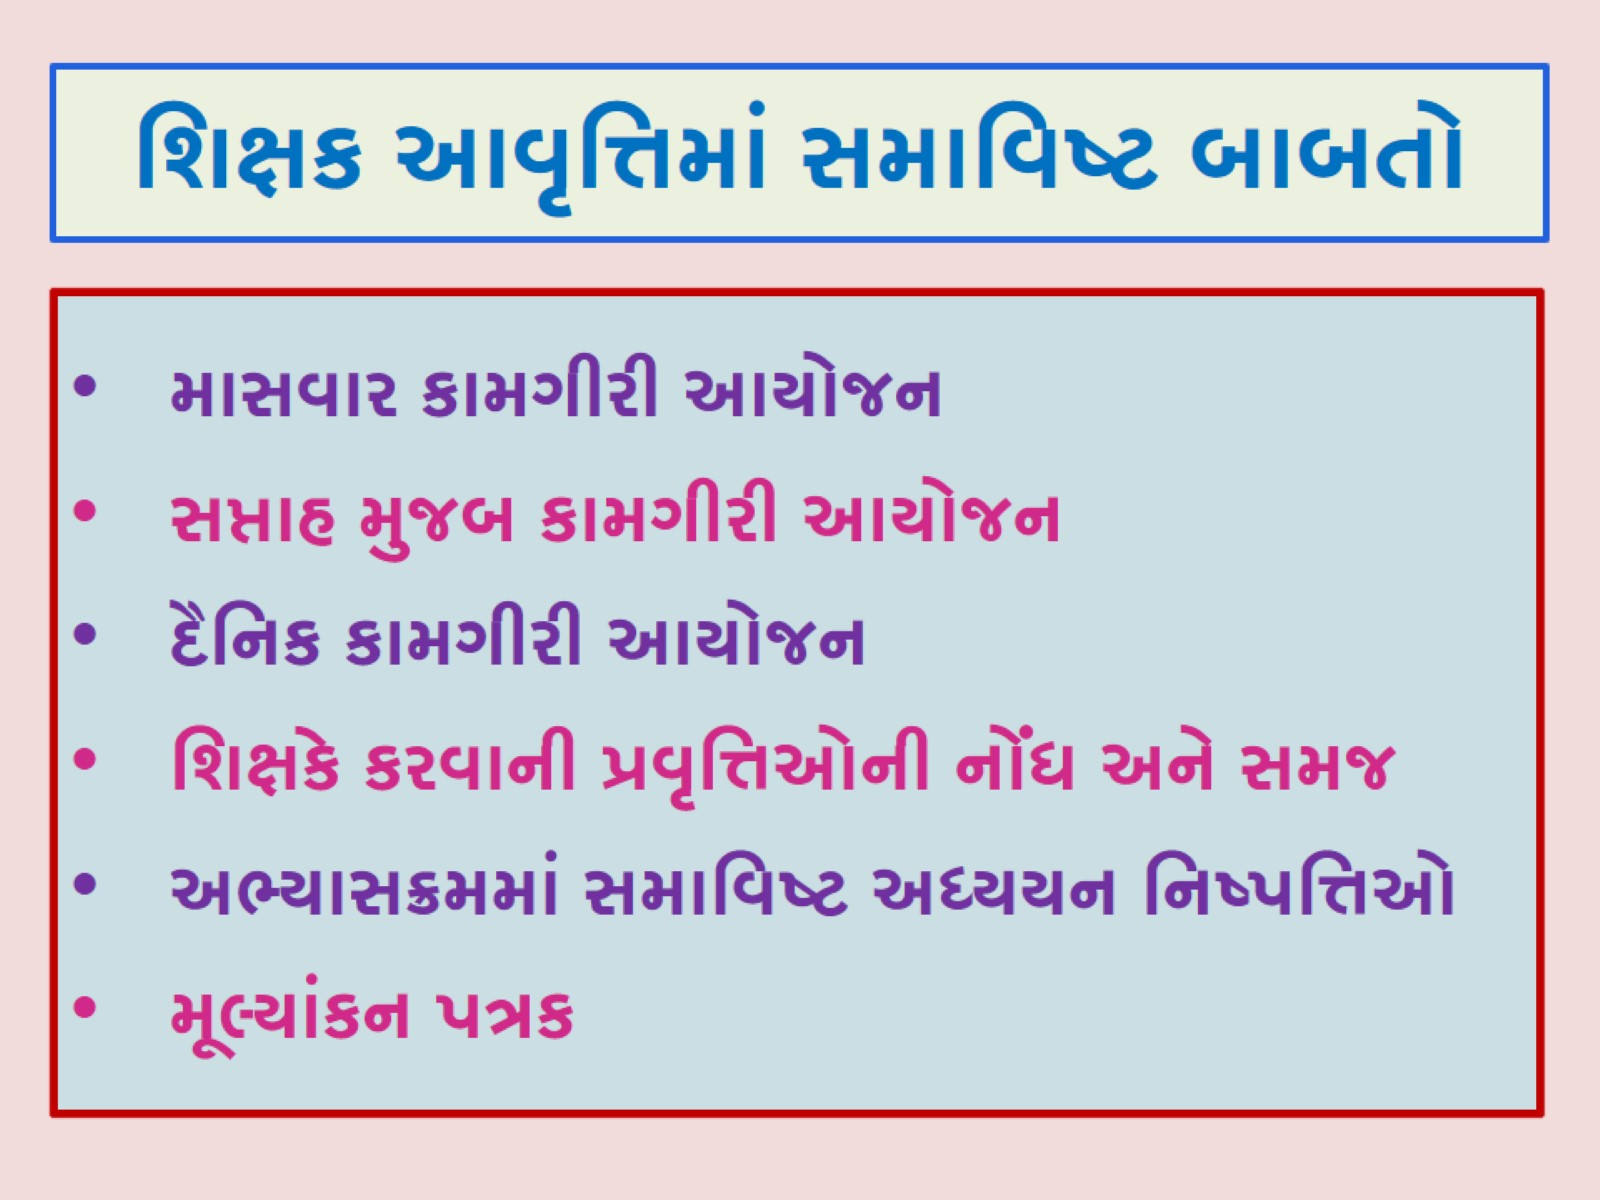 શિક્ષક આવૃત્તિમાં સમાવિષ્ટ બાબતો
• માસવાર કામગીરી આયોજન
• સપ્તાહ મુજબ કામગીરી આયોજન
• દૈનિક કામગીરી આયોજન
• શિક્ષકે કરવાની પ્રવૃત્તિઓની નોંધ અને સમજ
• અભ્યાસક્રમમાં સમાવિષ્ટ અધ્યયન નિષ્પત્તિઓ
• મૂલ્યાંકન પત્રક